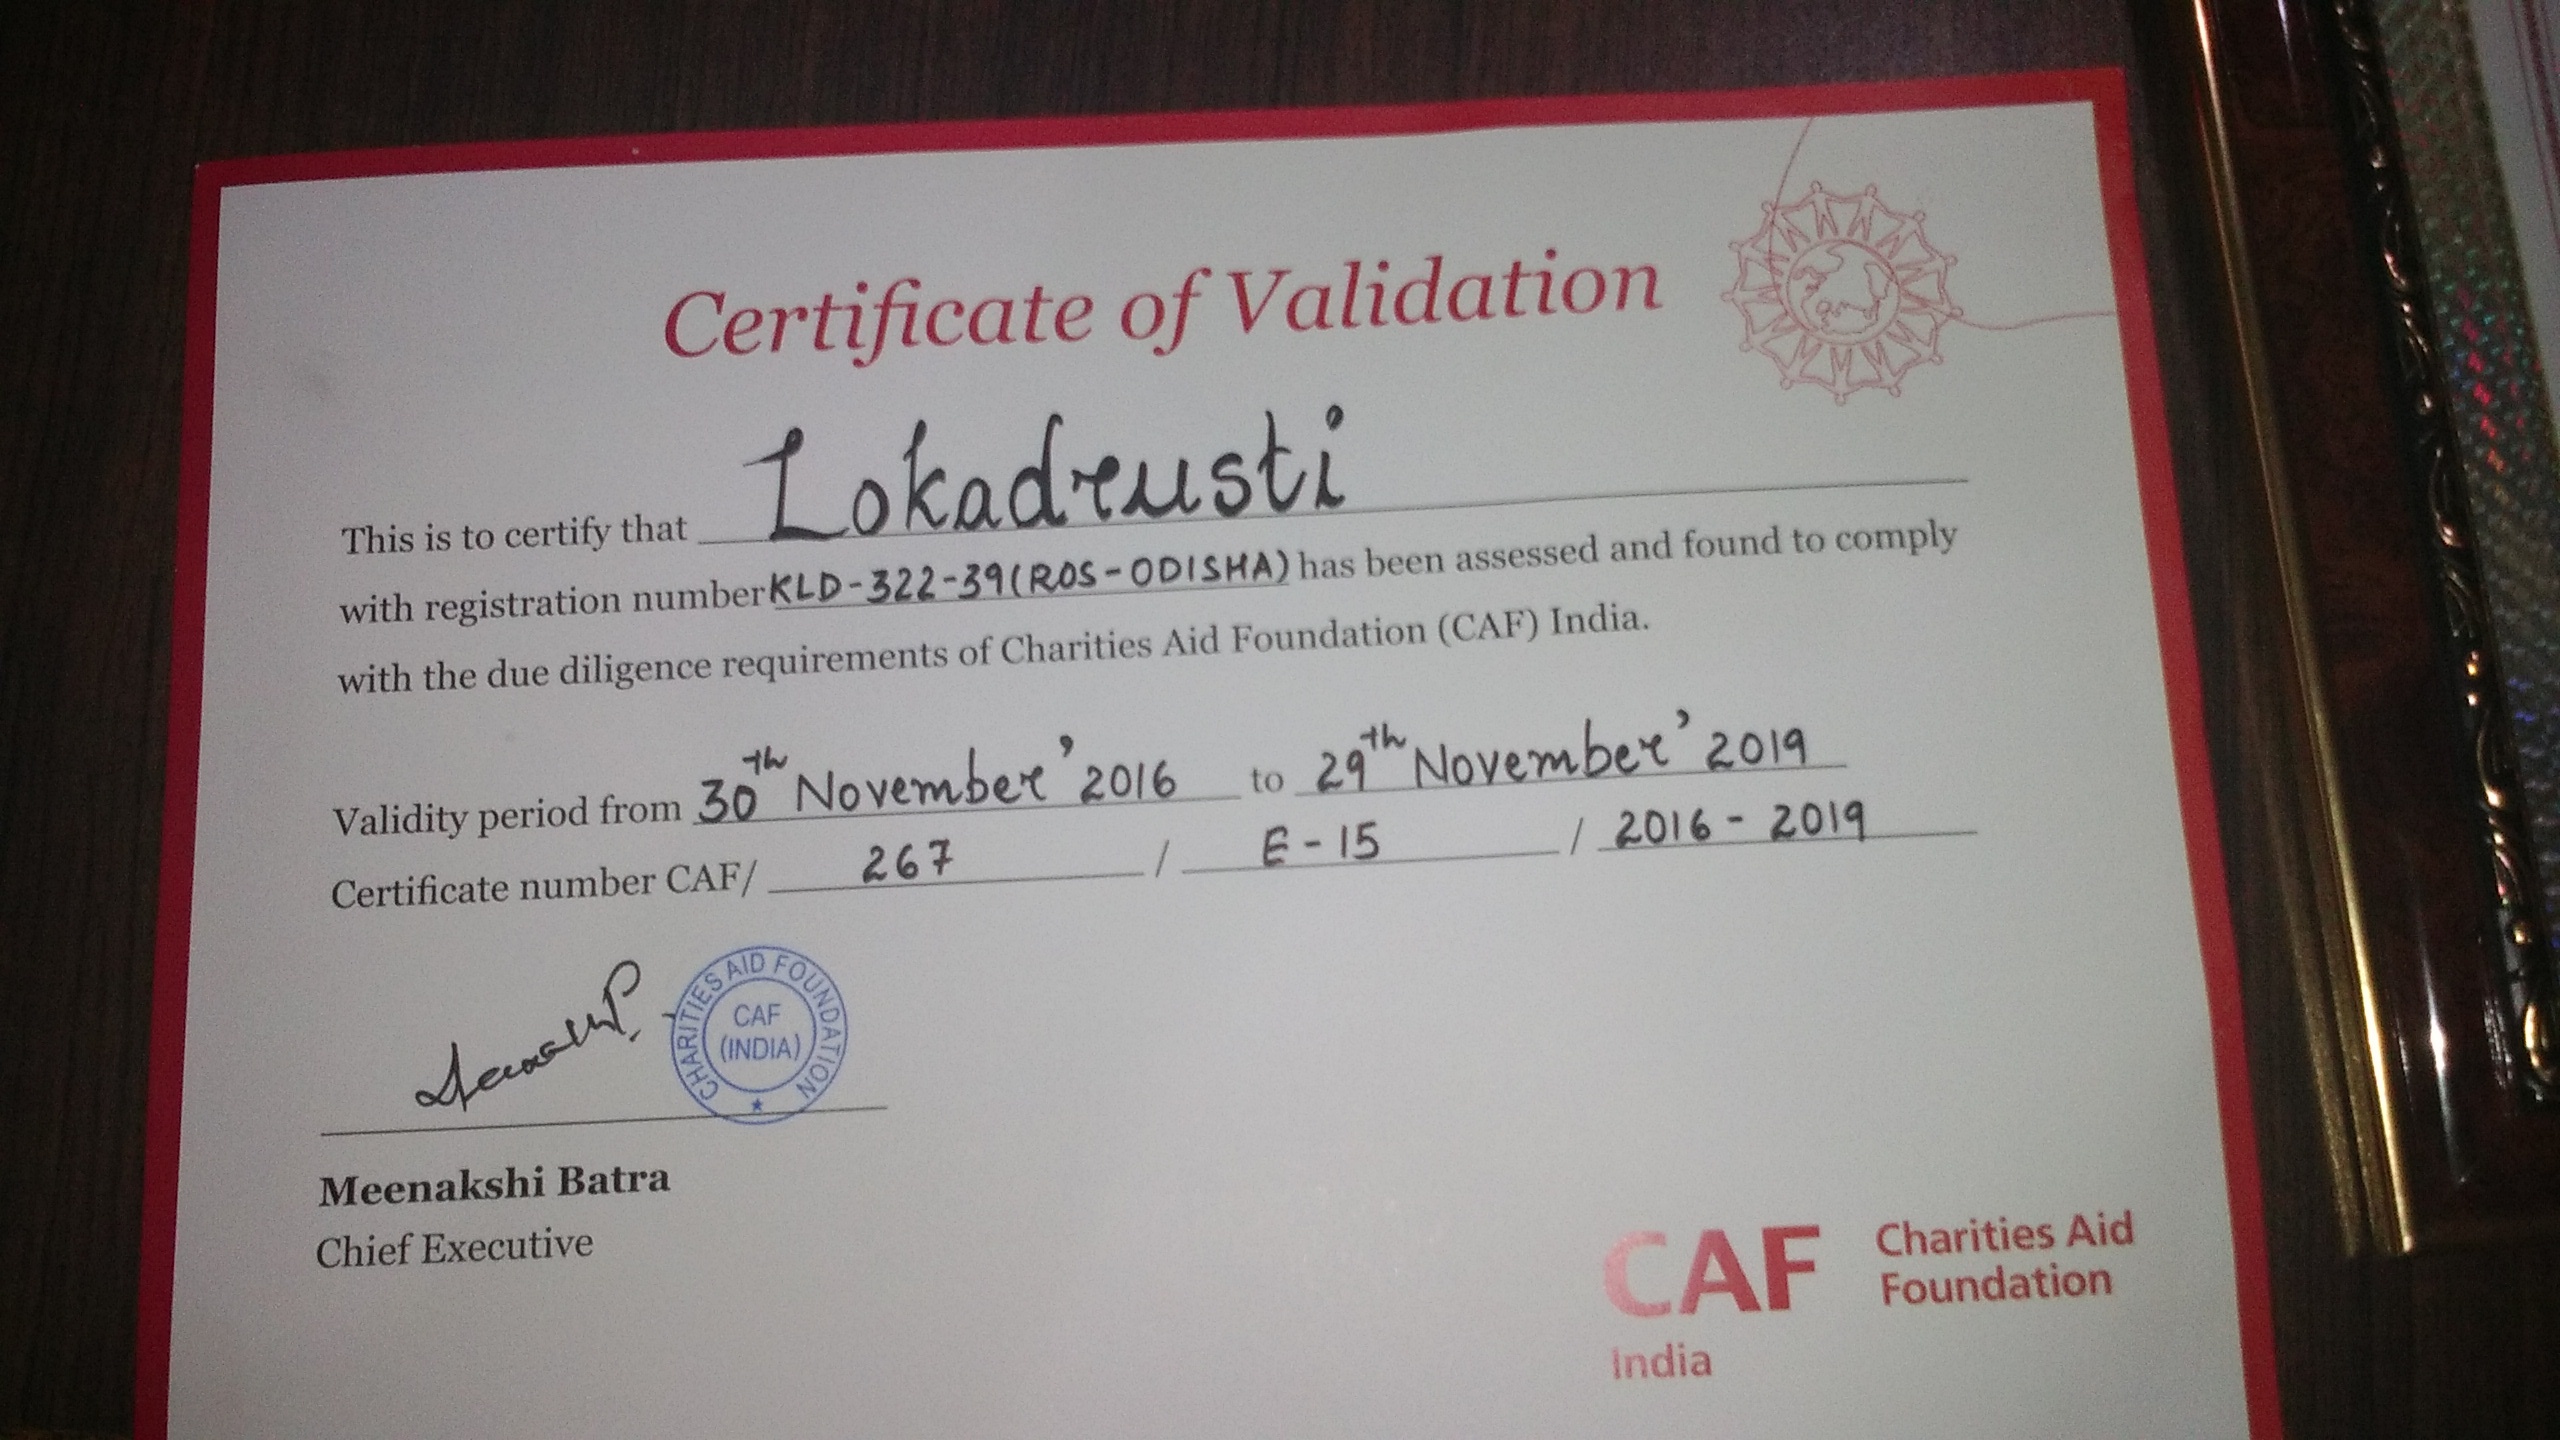 Certificate of Validation
This is to certify that Lokadrusti
with registration number KLD-322-39(ROS-ODISHA) has been assessed and found to comply
with the due diligence requirements of Charities Aid Foundation (CAF) India.
Validity period from 30th November' 2016 to 29th November' 2019
Certificate number CAF/ 267 / E-15 / 2016-2019
CHARITIES AID FOUNDATION
CAF
(INDIA)
Meenakshi Batra
Chief Executive
CAF Charities Aid
Foundation
India